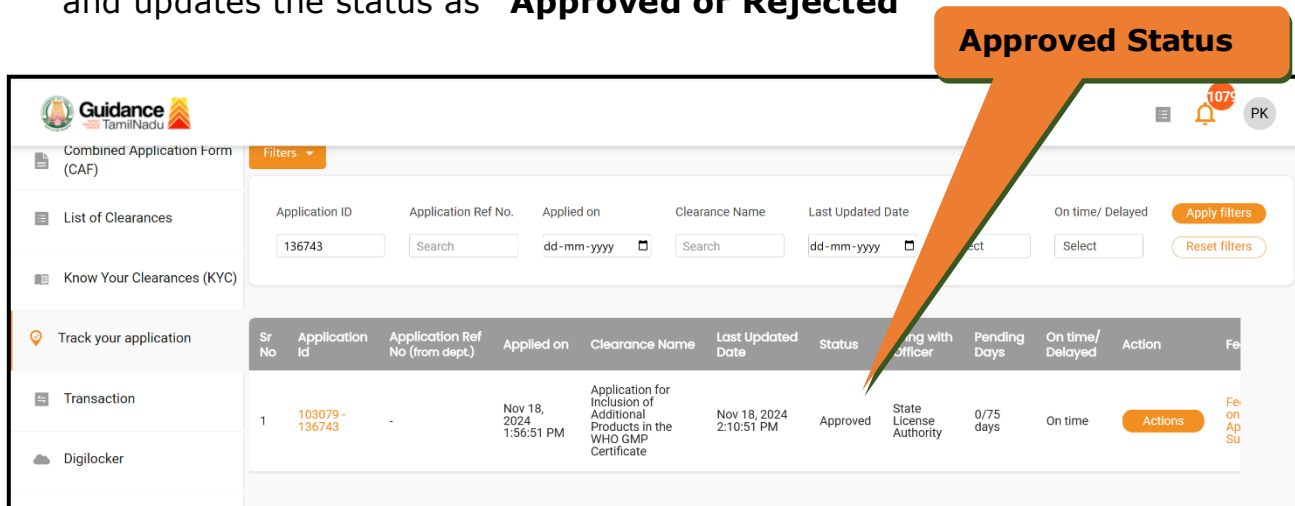 and updates the status as "Approved or Rejected"
Approved Status
Guidance
TamilNadu
1079
PK
Combined Application Form
(CAF)
List of Clearances
Know Your Clearances (KYC)
Track your application
Transaction
Digilocker
Filters
Application ID
Application Ref No.
Applied on
Clearance Name
Last Updated Date
On time/ Delayed
Apply filters
136743
Search
dd-mm-yyyy
Search
dd-mm-yyyy
Select
Reset filters
Sr No
Application Id
Application Ref No (from dept.)
Applied on
Clearance Name
Last Updated Date
Status
Officer
Pending Days
On time/ Delayed
Action
1
103079 -
136743
-
Nov 18,
2024
1:56:51 PM
Application for
Inclusion of
Additional
Products in the
WHO GMP
Certificate
Nov 18, 2024
2:10:51 PM
Approved
State
License
Authority
0/75
days
On time
Actions